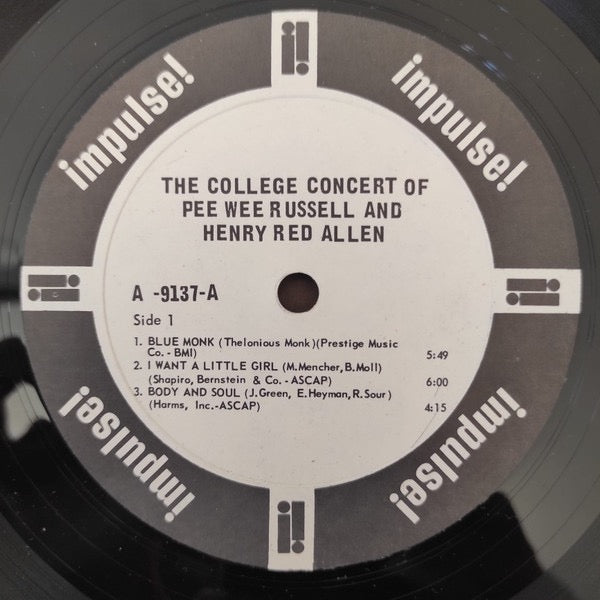 impulse!
impulse!
THE COLLEGE CONCERT OF
PEE WEE RUSSELL AND
HENRY RED ALLEN
A -9137-A
Side 1
1. BLUE MONK (Thelonious Monk)(Prestige Music
Co. - BMI) 5:49
2. I WANT A LITTLE GIRL (M.Mencher, B.Moll)
(Shapiro, Bernstein & Co. - ASCAP) 6:00
3. BODY AND SOUL (J.Green, E.Heyman, R.Sour)
(Harms, Inc.-ASCAP) 4:15
impulse!
impulse!